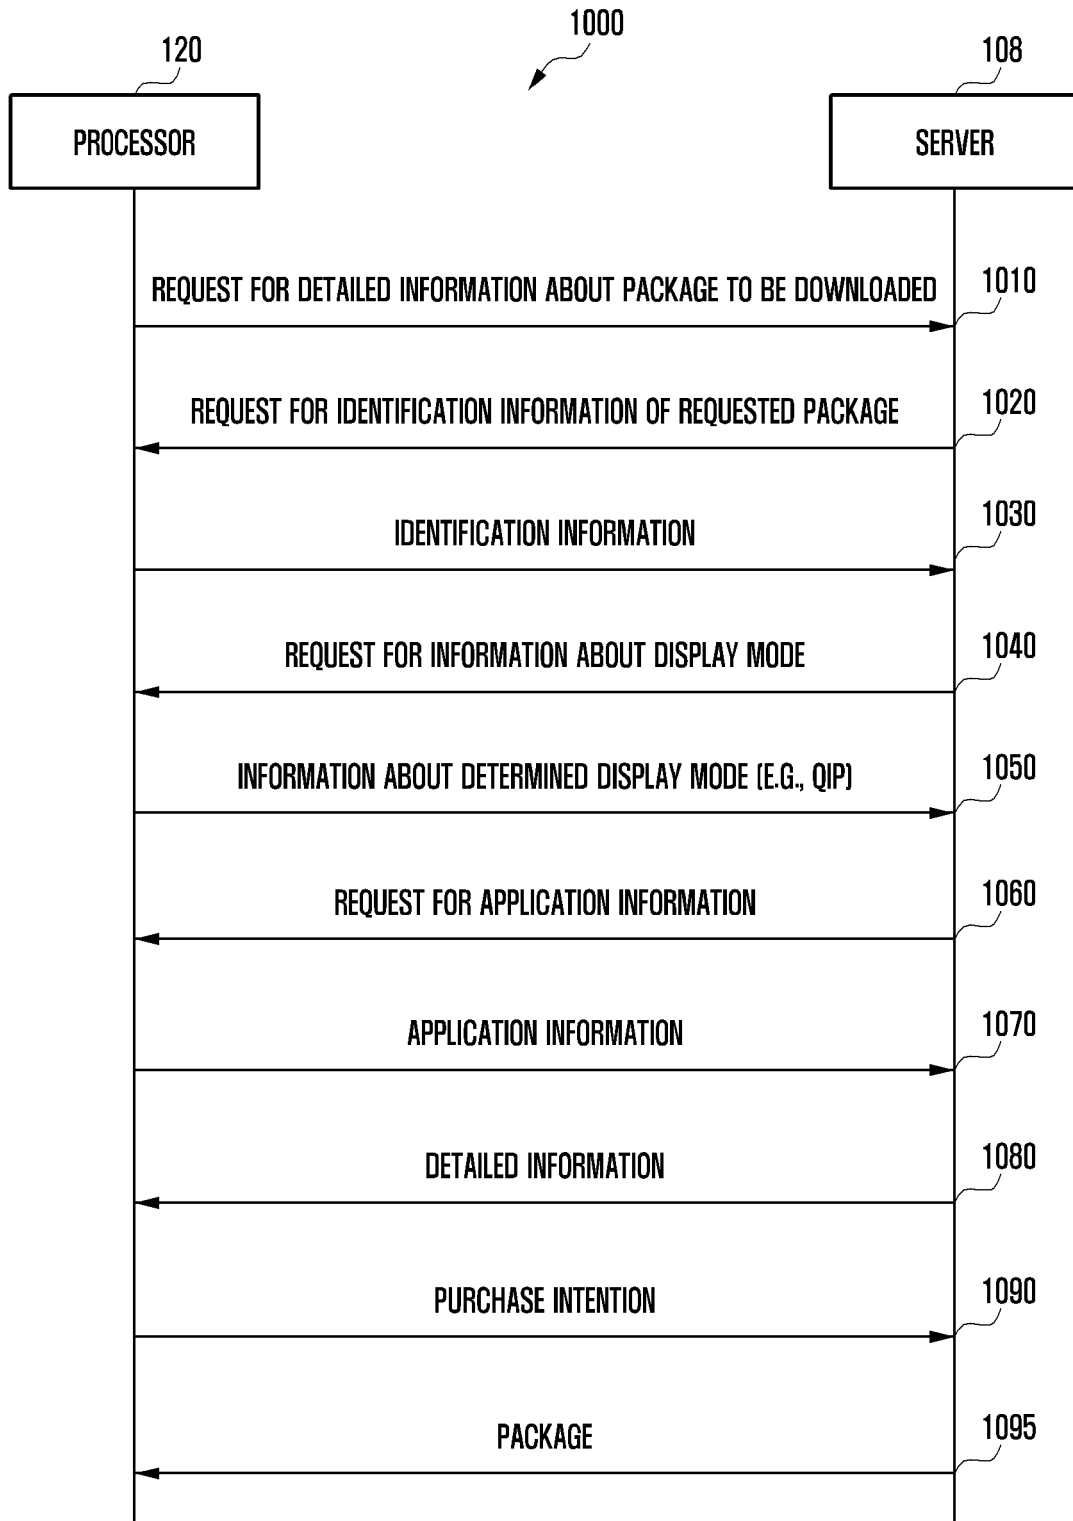 1000
120
108
PROCESSOR
SERVER
REQUEST FOR DETAILED INFORMATION ABOUT PACKAGE TO BE DOWNLOADED
1010
REQUEST FOR IDENTIFICATION INFORMATION OF REQUESTED PACKAGE
1020
IDENTIFICATION INFORMATION
1030
REQUEST FOR INFORMATION ABOUT DISPLAY MODE
1040
INFORMATION ABOUT DETERMINED DISPLAY MODE (E.G., QIP)
1050
REQUEST FOR APPLICATION INFORMATION
1060
APPLICATION INFORMATION
1070
DETAILED INFORMATION
1080
PURCHASE INTENTION
1090
PACKAGE
1095